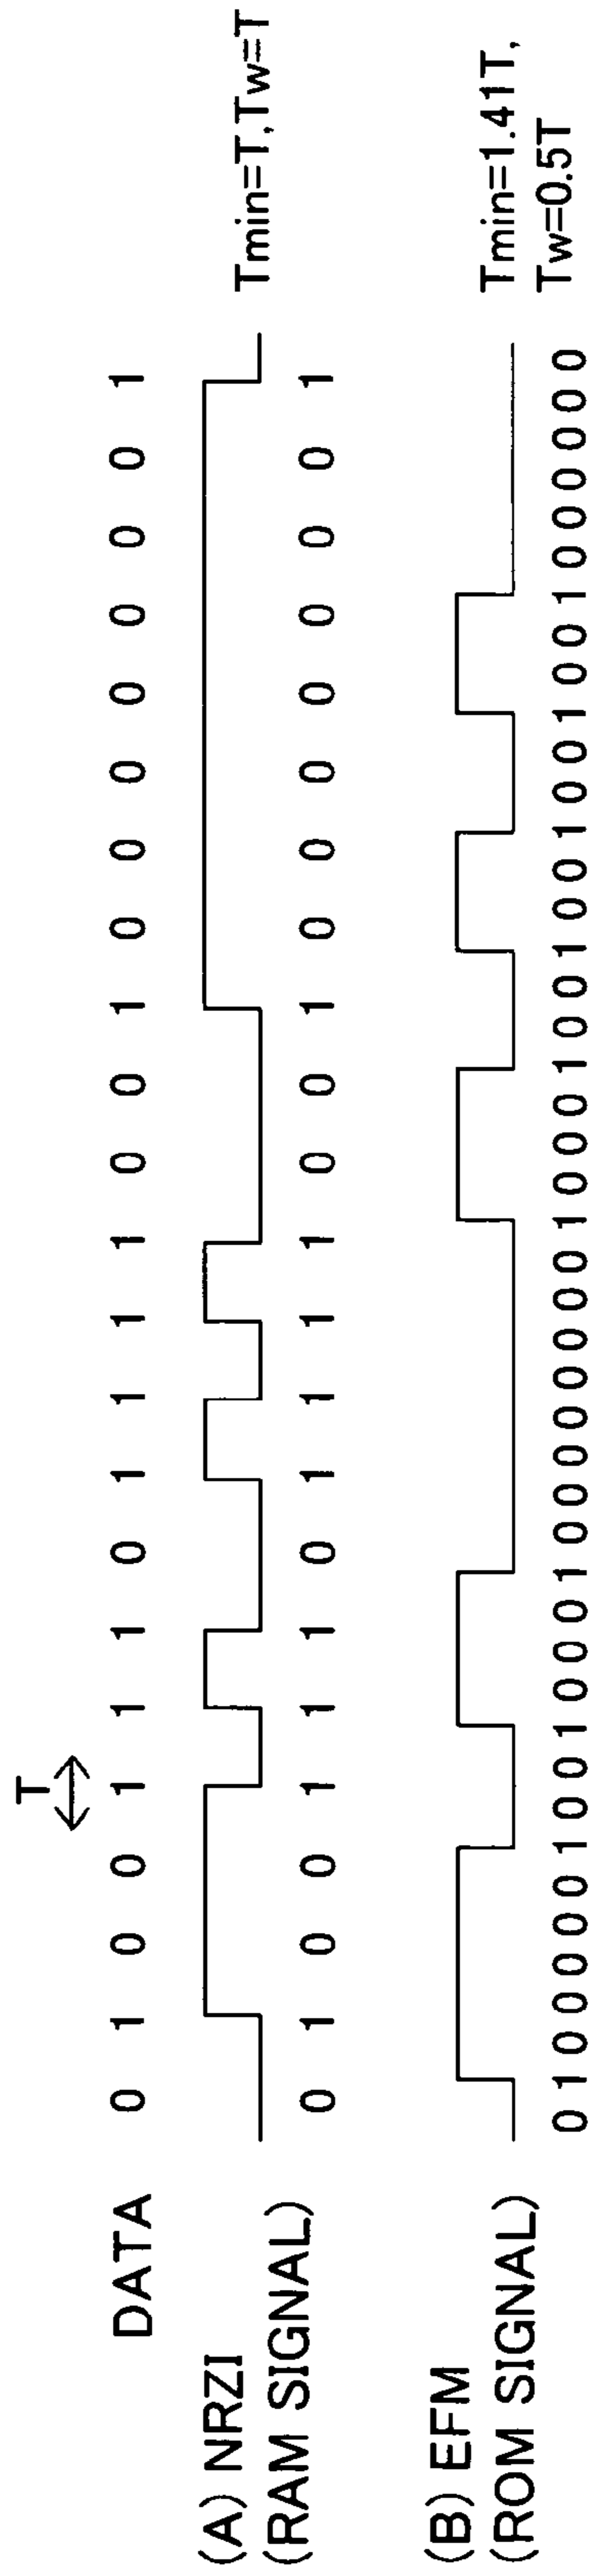 T
DATA 0 1 0 0 1 1 1 0 1 1 1 1 0 0 1 0 0 0 0 0 0 0 1
(A) NRZI
(RAM SIGNAL) Tmin=T,Tw=T
0 1 0 0 1 1 1 0 1 1 1 1 0 0 1 0 0 0 0 0 0 0 1
(B) EFM
(ROM SIGNAL) Tmin=1.41T,
Tw=0.5T
0100000100100010000000010001001001001001000000